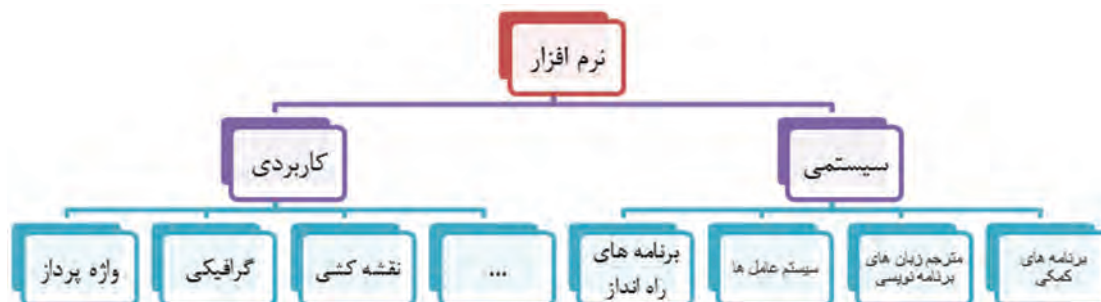 نرم افزار
سیستمی
کاربردی
برنامه های
کمکی
مترجم زبان های
برنامه نویسی
سیستم عامل ها
برنامه های
راه انداز
...
نقشه کشی
گرافیکی
واژه پرداز